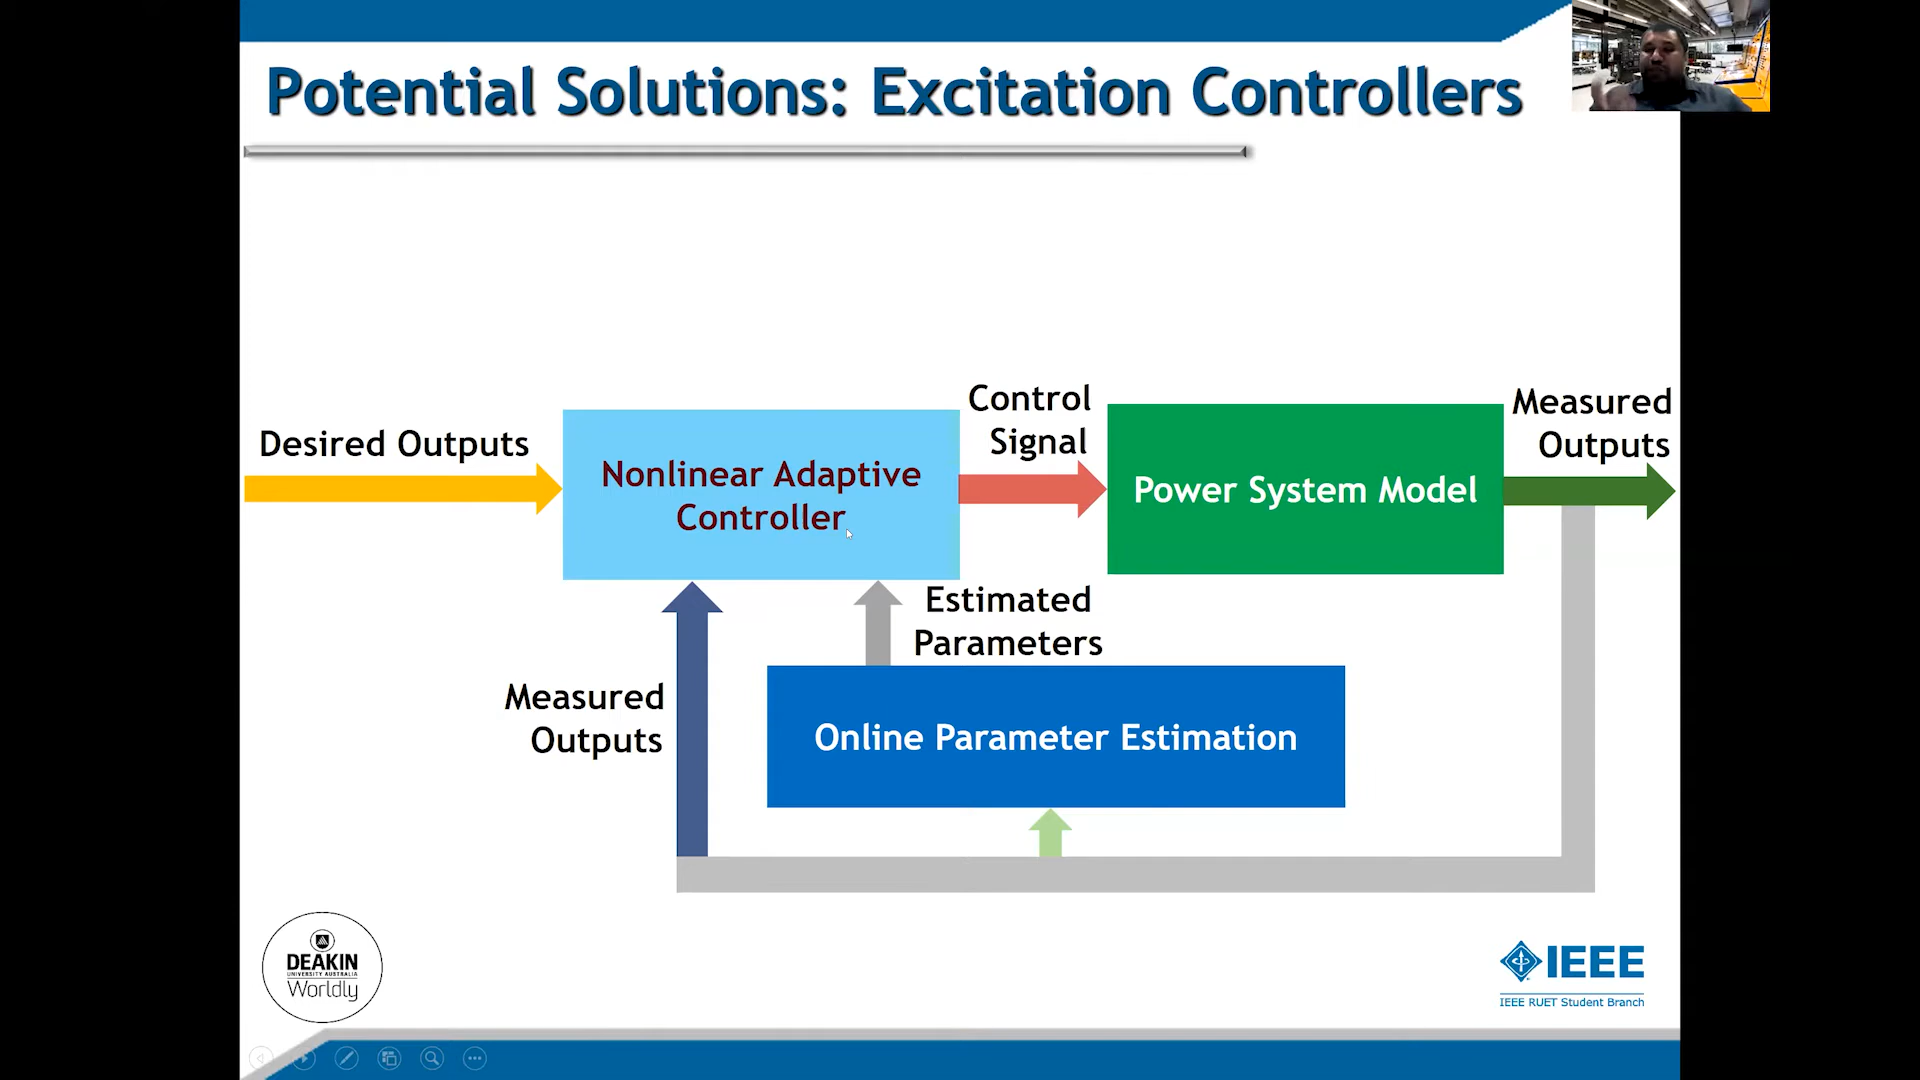 Potential Solutions: Excitation Controllers
Desired Outputs
Nonlinear Adaptive
Controller
Control
Signal
Power System Model
Measured
Outputs
Estimated
Parameters
Measured
Outputs
Online Parameter Estimation
DEAKIN
UNIVERSITY AUSTRALIA
Worldly
IEEE
IEEE RUET Student Branch